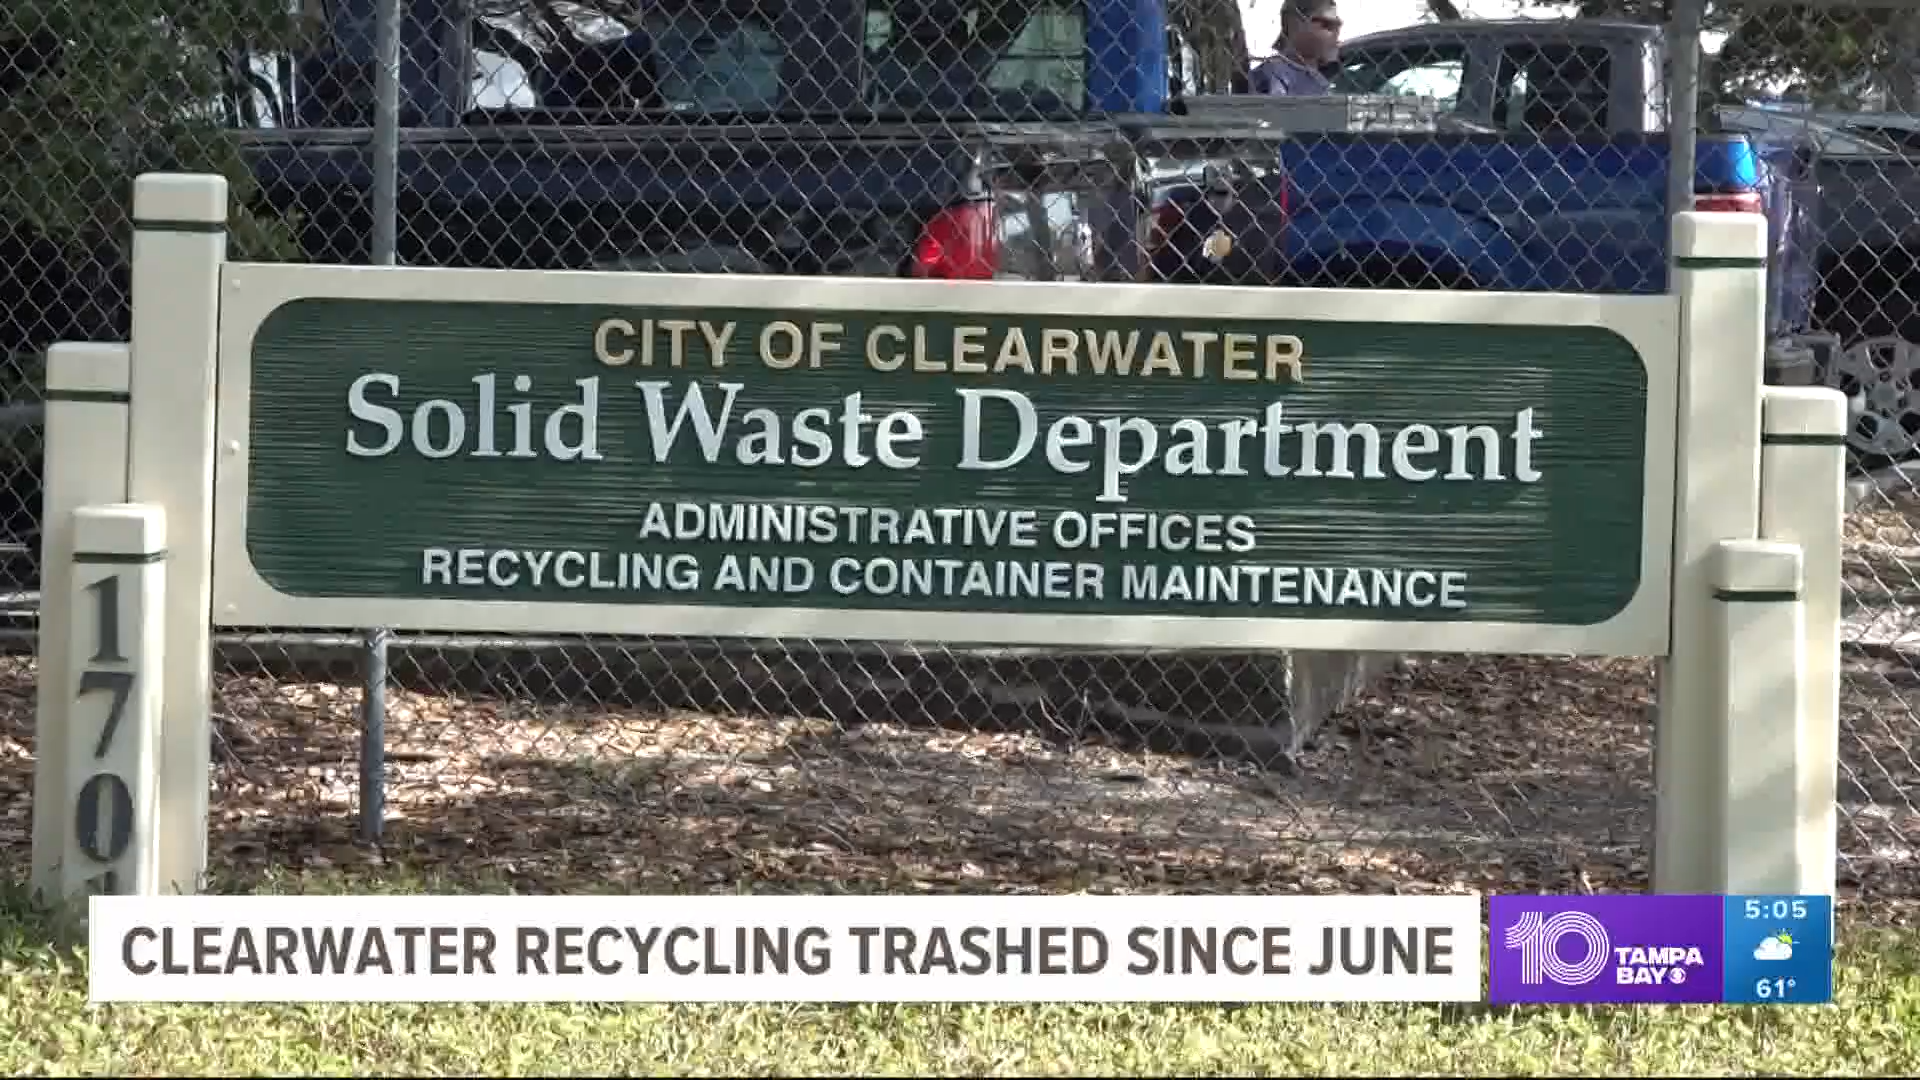 CITY OF CLEARWATER
Solid Waste Department
ADMINISTRATIVE OFFICES
RECYCLING AND CONTAINER MAINTENANCE
170
CLEARWATER RECYCLING TRASHED SINCE JUNE
10 TAMPA BAY
5:05
61°